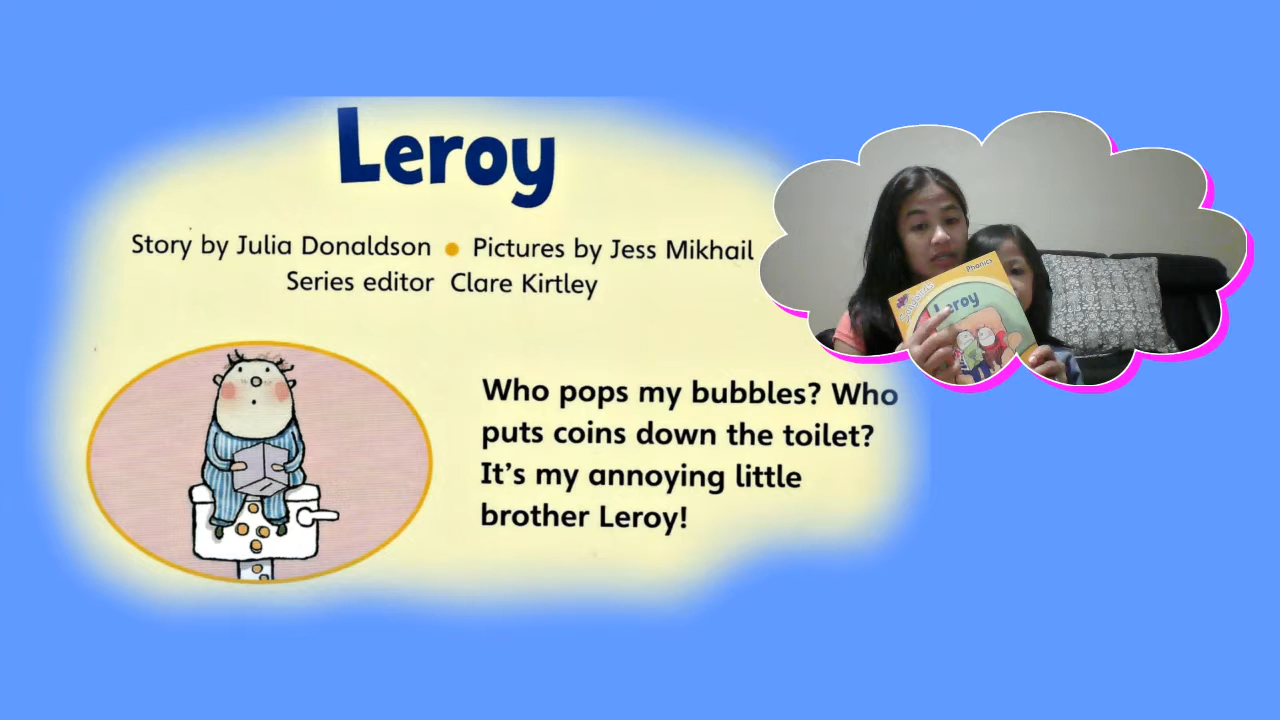 Leroy
Story by Julia Donaldson • Pictures by Jess Mikhail
Series editor Clare Kirtley
Who pops my bubbles? Who
puts coins down the toilet?
It's my annoying little
brother Leroy!
Phonics
Songbirds
Leroy